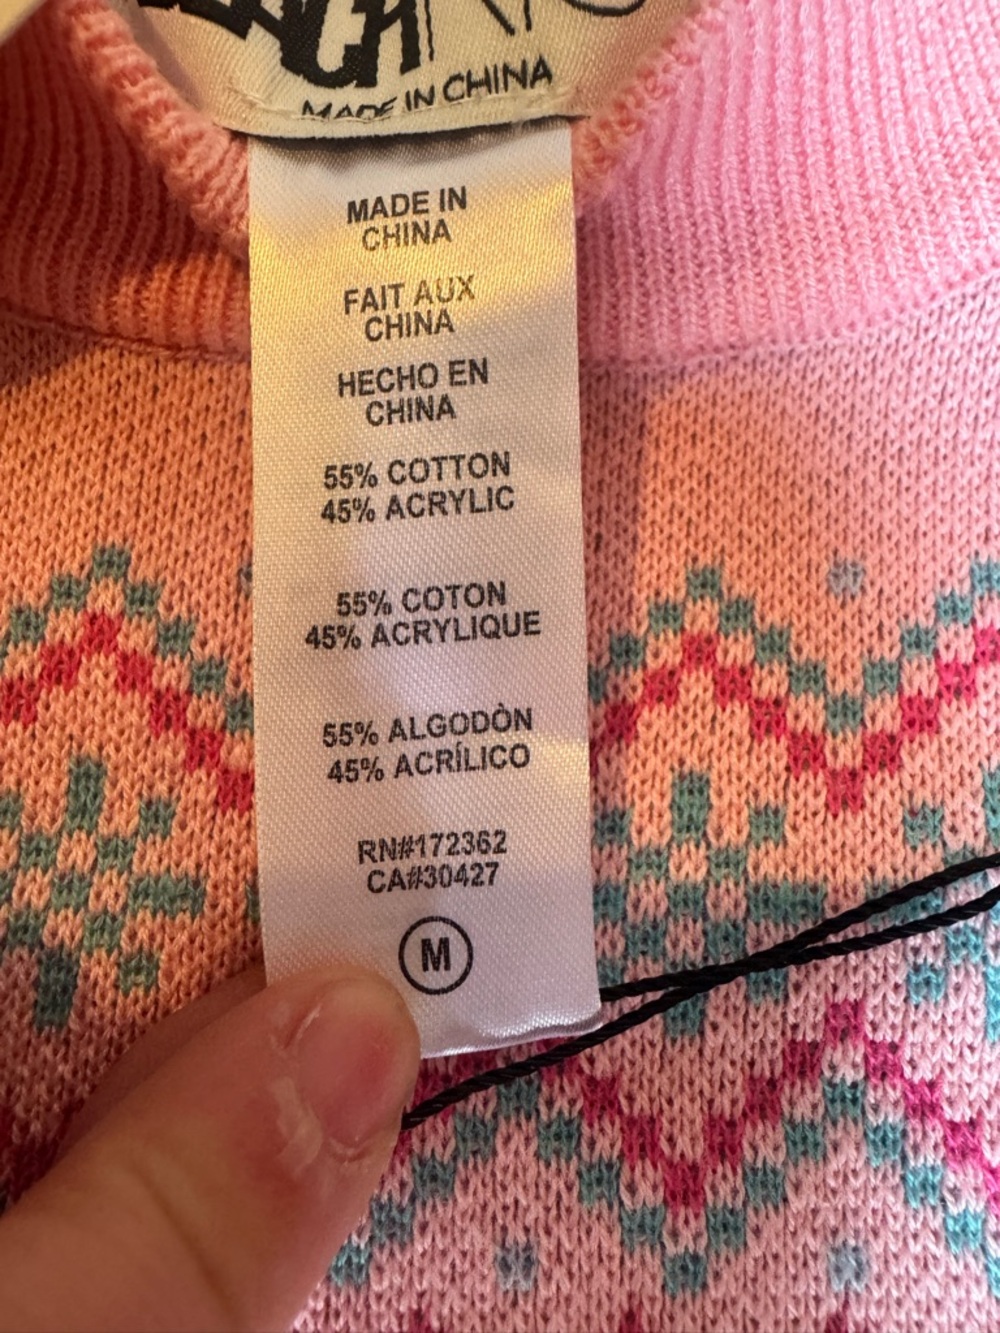 MADE IN CHINA
MADE IN
CHINA
FAIT AUX
CHINA
HECHO EN
CHINA
55% COTTON
45% ACRYLIC
55% COTON
45% ACRYLIQUE
55% ALGODÒN
45% ACRÍLICO
RN#172362
CA#30427
M